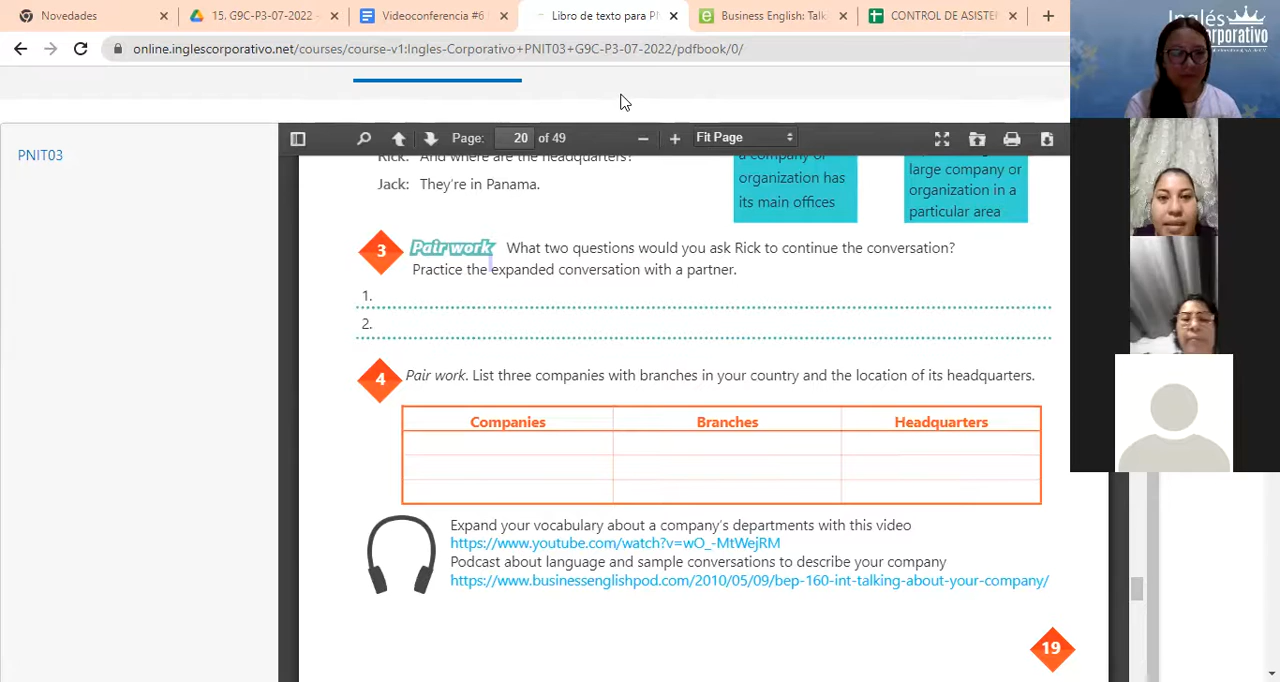 Novedades
15, G9C-P3-07-2022
Videoconferencia #6
Libro de texto para PN
Business English: Talk
CONTROL DE ASISTE
online.inglescorporativo.net/courses/course-v1:Ingles-Corporativo+PNIT03+G9C-P3-07-2022/pdfbook/0/
Inglés
Corporativo
PNIT03
Page: 20 of 49
Fit Page
Rick: And where are the headquarters?
Jack: They're in Panama.
a company or
organization has
its main offices
large company or
organization in a
particular area
3 Pair work What two questions would you ask Rick to continue the conversation?
Practice the expanded conversation with a partner.
1.
2.
4 Pair work. List three companies with branches in your country and the location of its headquarters.
Companies Branches Headquarters
Expand your vocabulary about a company's departments with this video
https://www.youtube.com/watch?v=wO_-MtWejRM
Podcast about language and sample conversations to describe your company
https://www.businessenglishpod.com/2010/05/09/bep-160-int-talking-about-your-company/
19